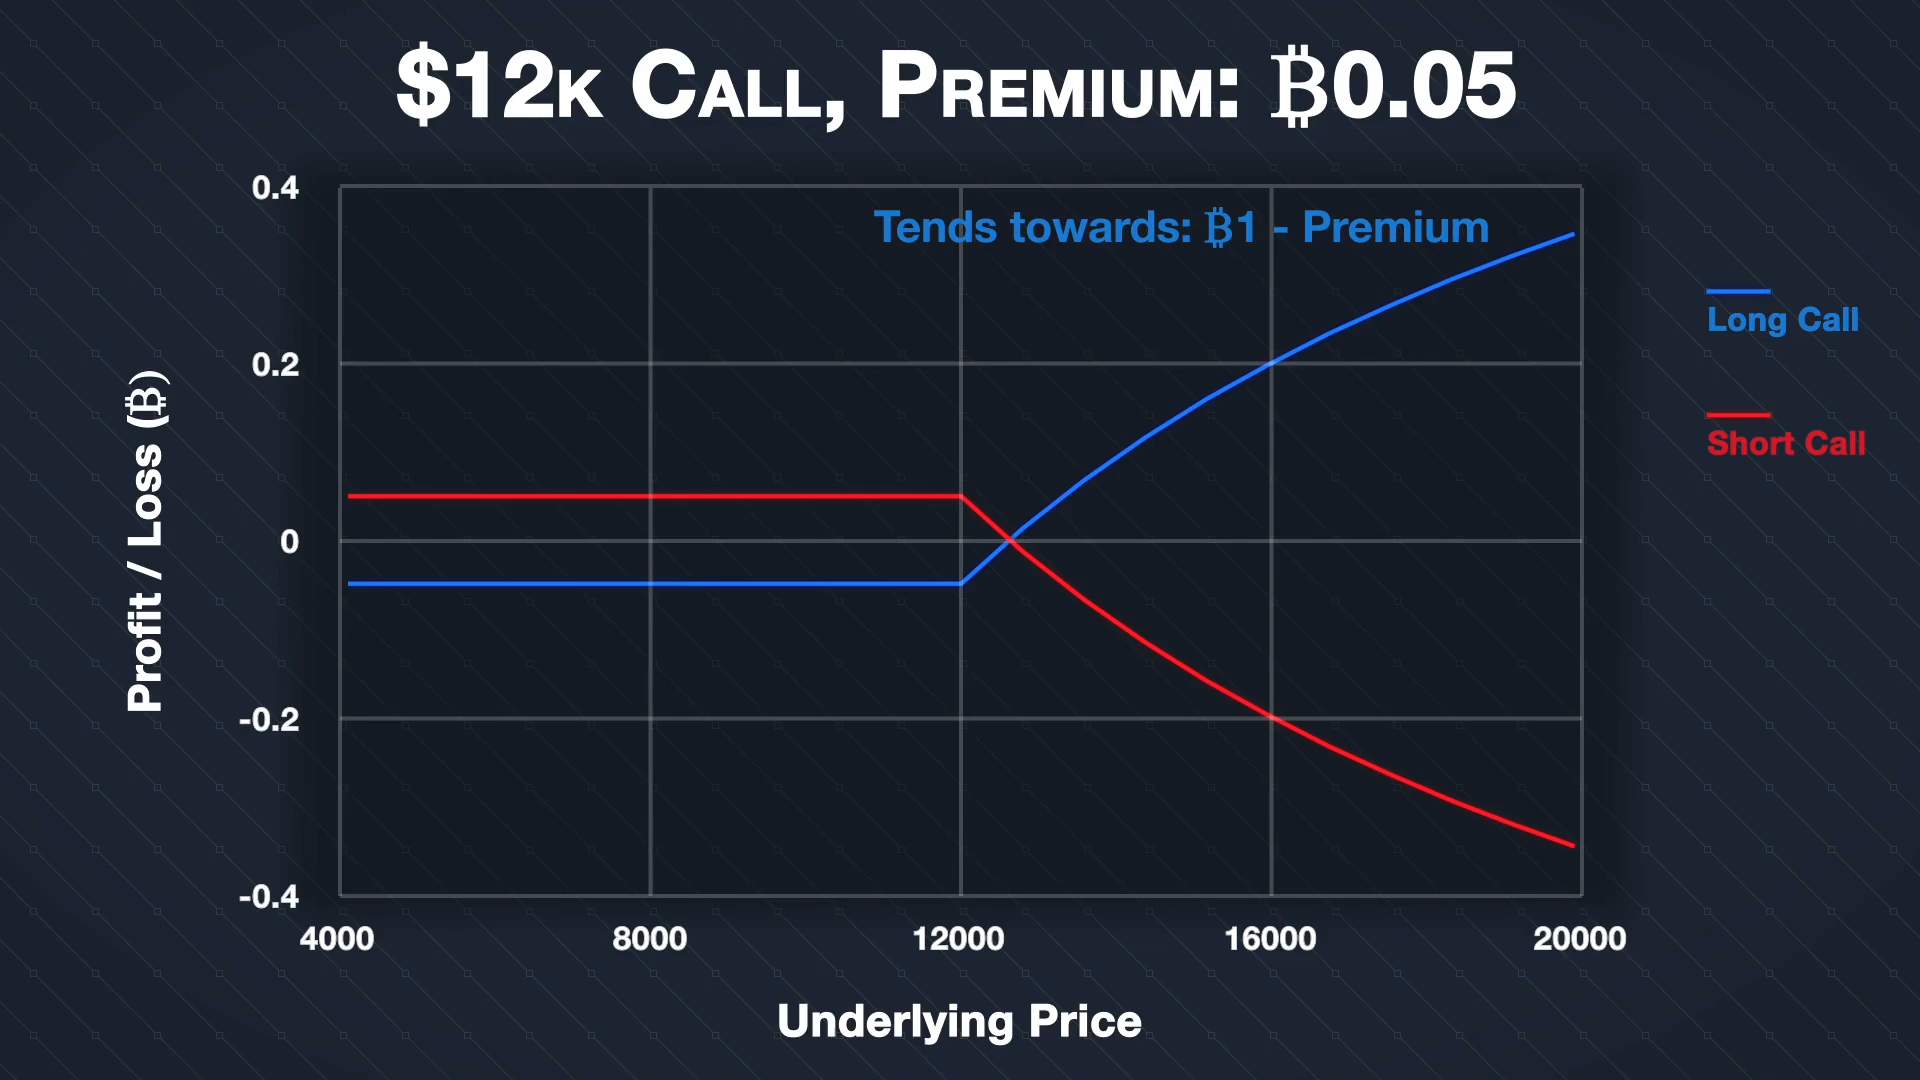 $12k Call, Premium: ₿0.05
0.4
Tends towards: ₿1 - Premium
Long Call
0.2
Short Call
Profit / Loss (₿)
0
-0.2
-0.4
4000 8000 12000 16000 20000
Underlying Price